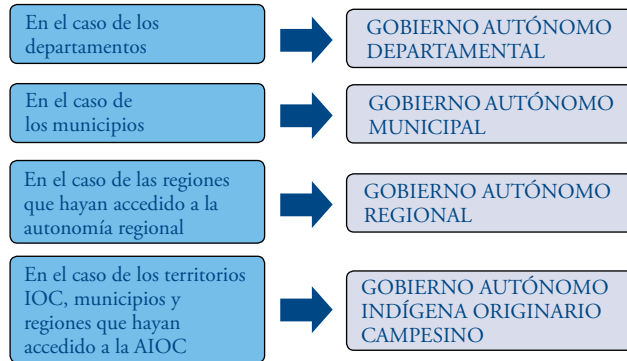 En el caso de los
departamentos
GOBIERNO AUTÓNOMO
DEPARTAMENTAL
En el caso de
los municipios
GOBIERNO AUTÓNOMO
MUNICIPAL
En el caso de las regiones
que hayan accedido a la
autonomía regional
GOBIERNO AUTÓNOMO
REGIONAL
En el caso de los territorios
IOC, municipios y
regiones que hayan
accedido a la AIOC
GOBIERNO AUTÓNOMO
INDÍGENA ORIGINARIO
CAMPESINO